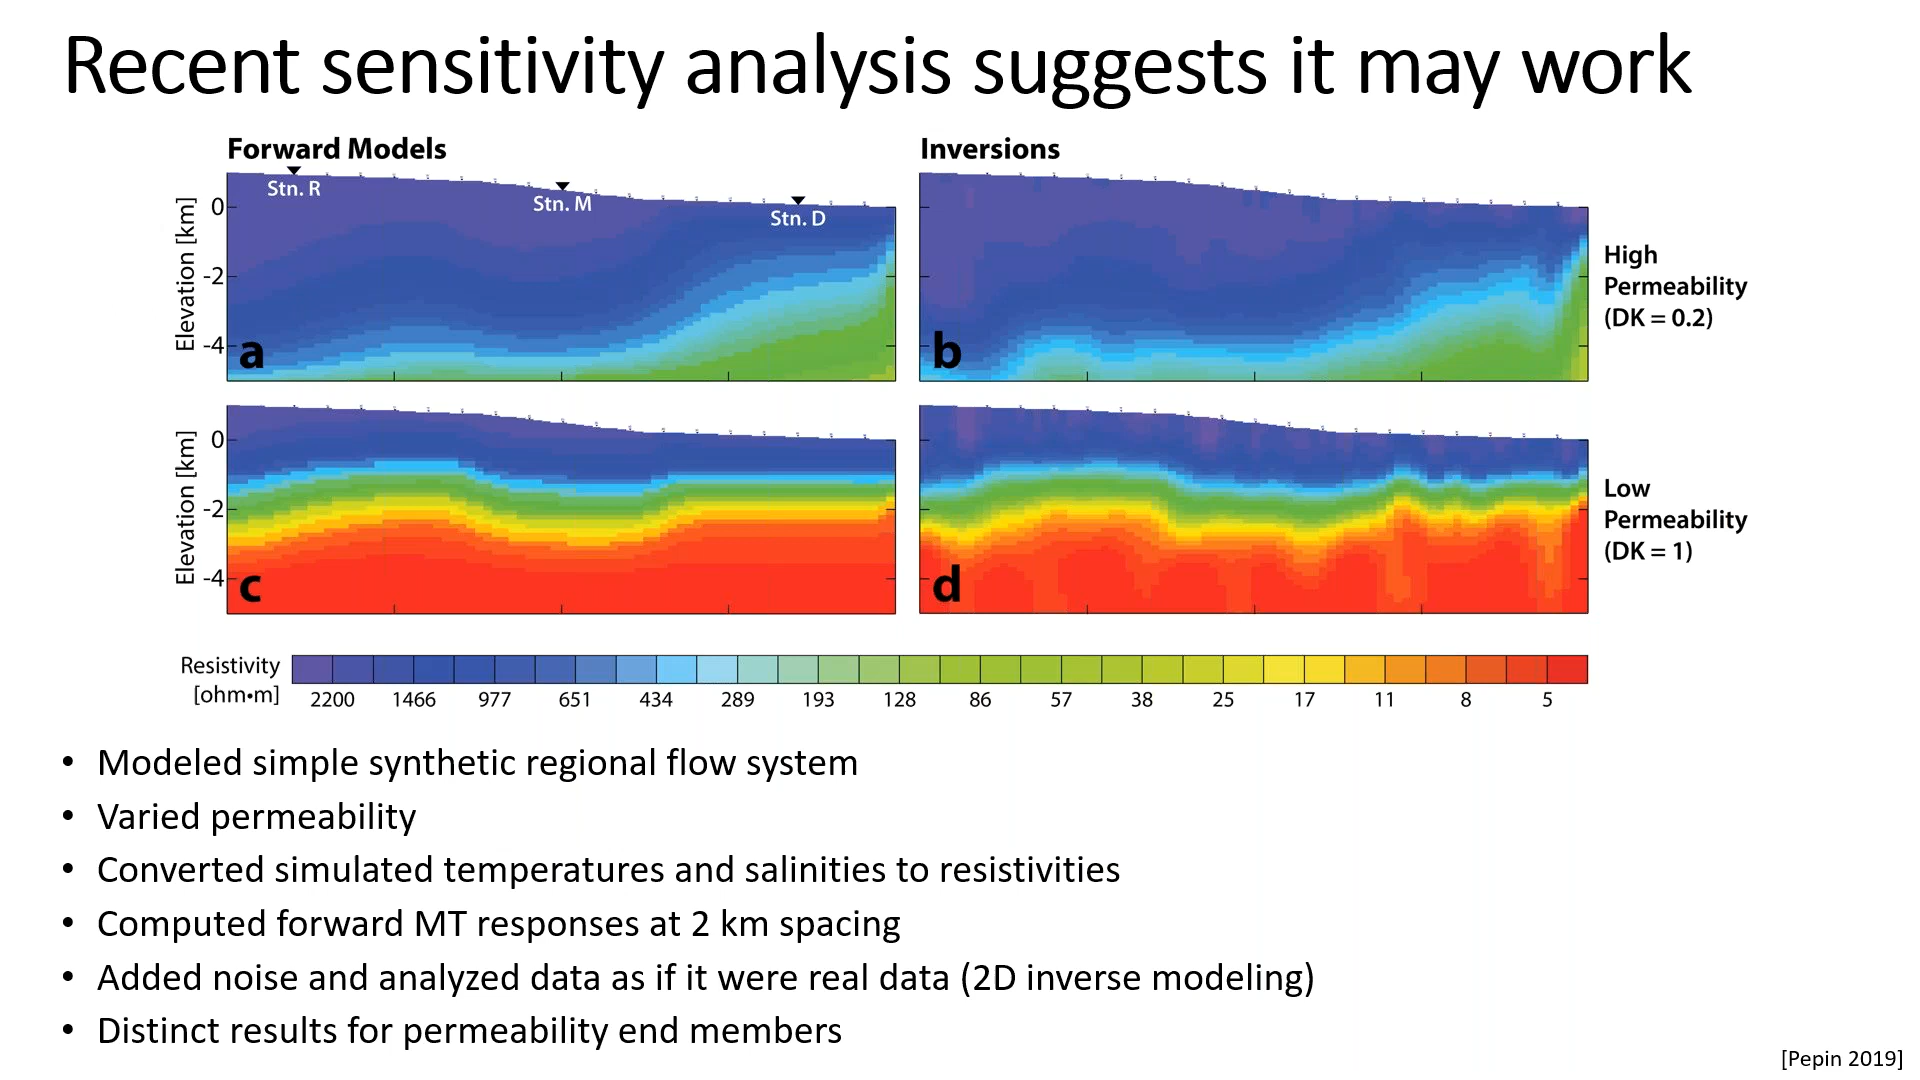 Recent sensitivity analysis suggests it may work
Forward Models
Inversions
Stn. R
Stn. M
Stn. D
Elevation [km]
0
-2
-4
a
b
High
Permeability
(DK = 0.2)
Elevation [km]
0
-2
-4
c
d
Low
Permeability
(DK = 1)
Resistivity
[ohm•m]
2200 1466 977 651 434 289 193 128 86 57 38 25 17 11 8 5
• Modeled simple synthetic regional flow system
• Varied permeability
• Converted simulated temperatures and salinities to resistivities
• Computed forward MT responses at 2 km spacing
• Added noise and analyzed data as if it were real data (2D inverse modeling)
• Distinct results for permeability end members
[Pepin 2019]